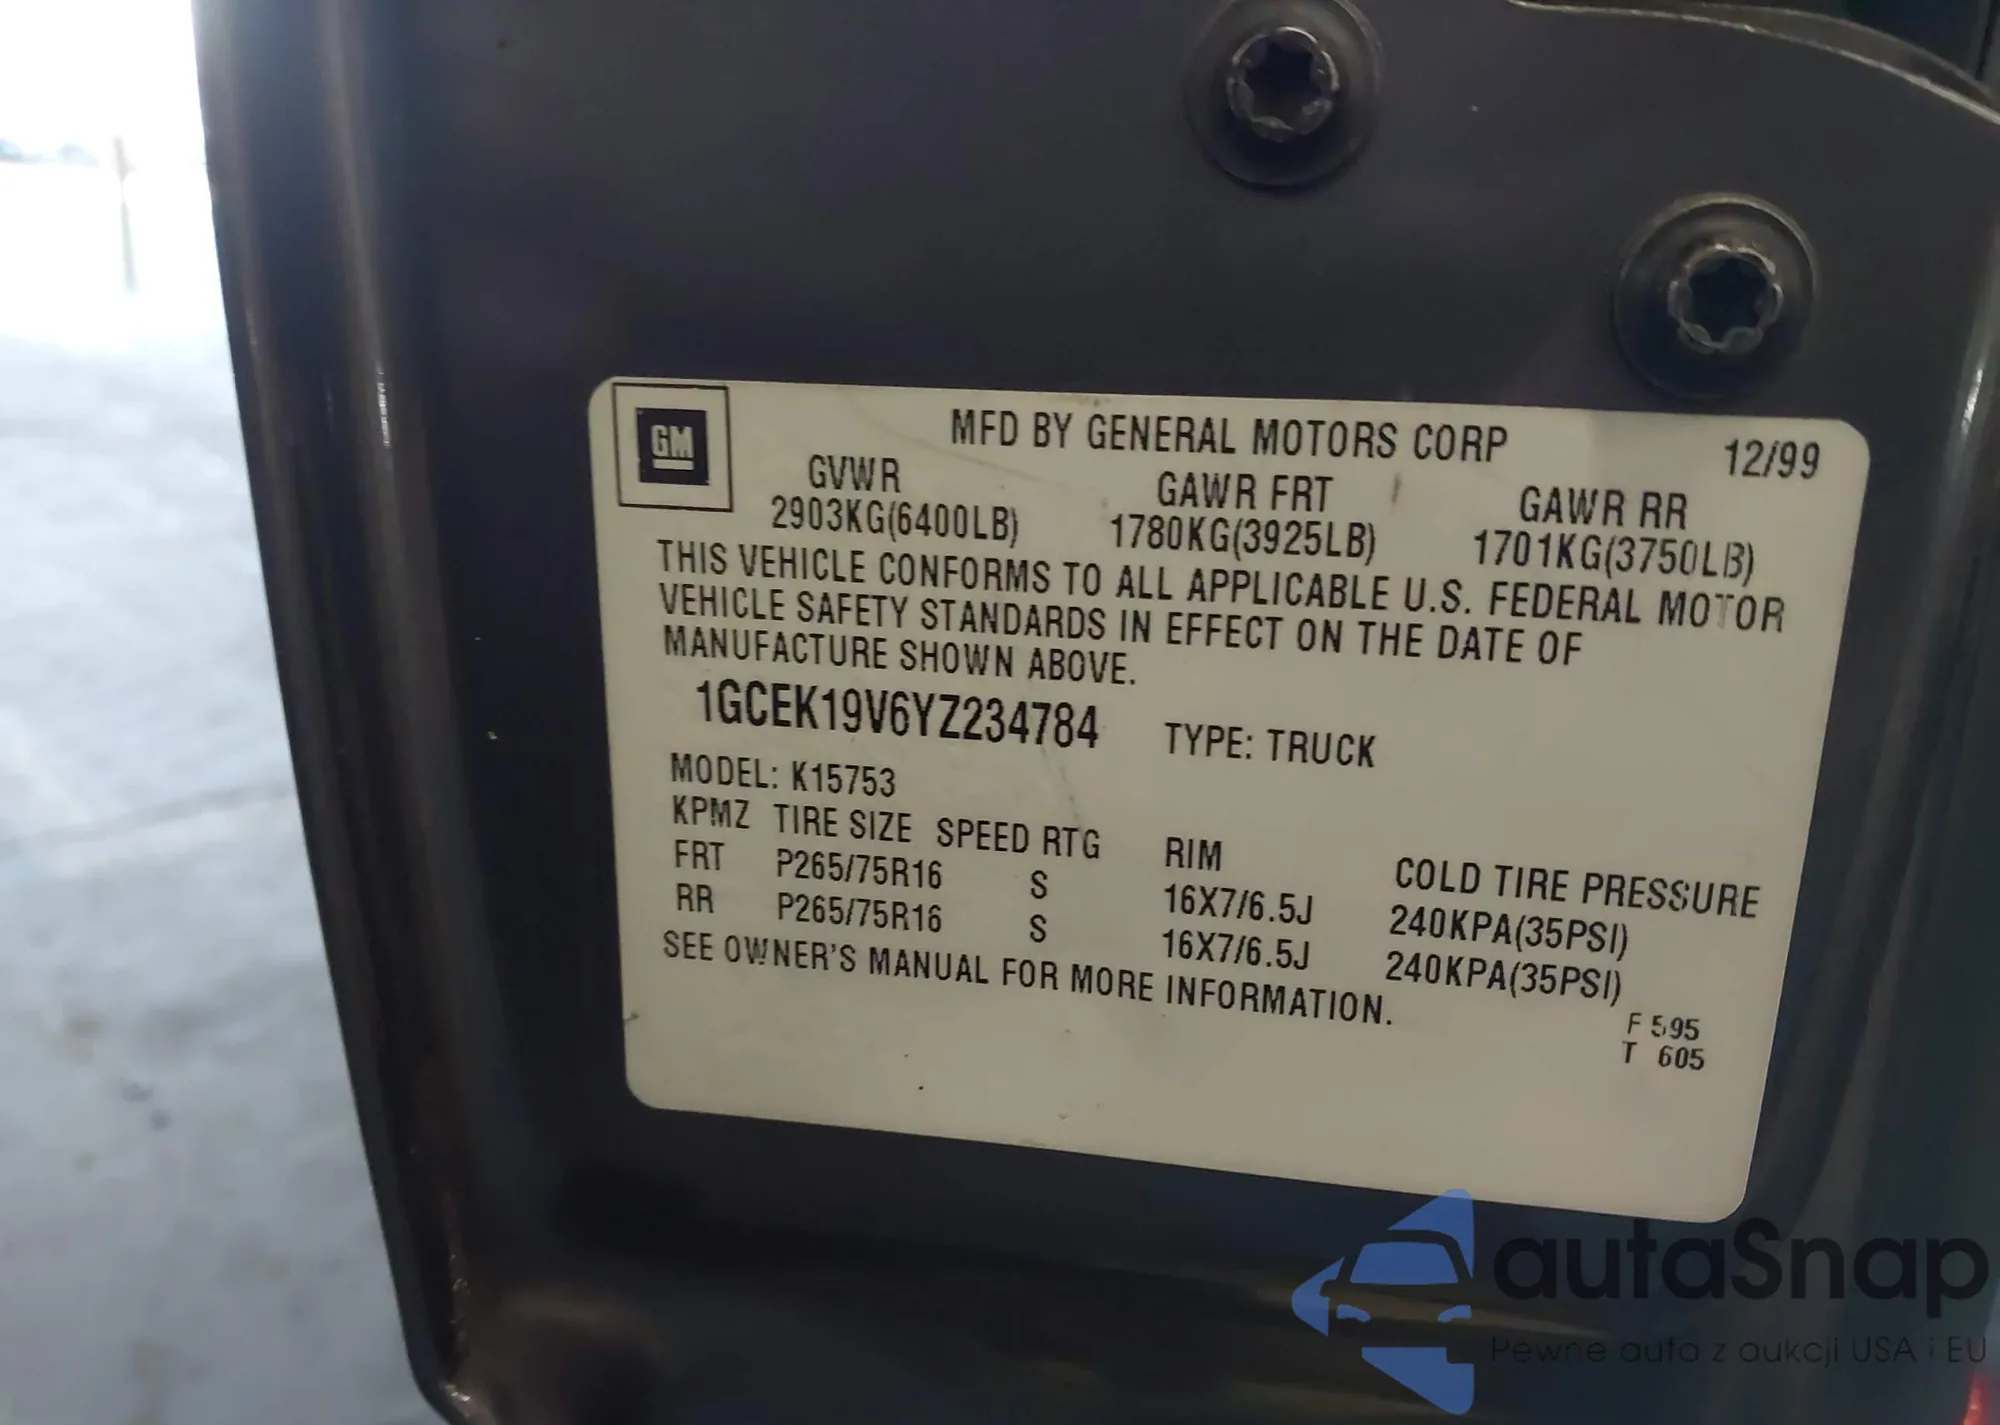 GM
MFD BY GENERAL MOTORS CORP 12/99
GVWR GAWR FRT GAWR RR
2903KG(6400LB) 1780KG(3925LB) 1701KG(3750LB)
THIS VEHICLE CONFORMS TO ALL APPLICABLE U.S. FEDERAL MOTOR
VEHICLE SAFETY STANDARDS IN EFFECT ON THE DATE OF
MANUFACTURE SHOWN ABOVE.
1GCEK19V6YZ234784 TYPE: TRUCK
MODEL: K15753
KPMZ TIRE SIZE SPEED RTG RIM COLD TIRE PRESSURE
FRT P265/75R16 S 16X7/6.5J 240KPA(35PSI)
RR P265/75R16 S 16X7/6.5J 240KPA(35PSI)
SEE OWNER'S MANUAL FOR MORE INFORMATION.
F 595
T 605
autaSnap
Pewne auta z aukcji USA i EU